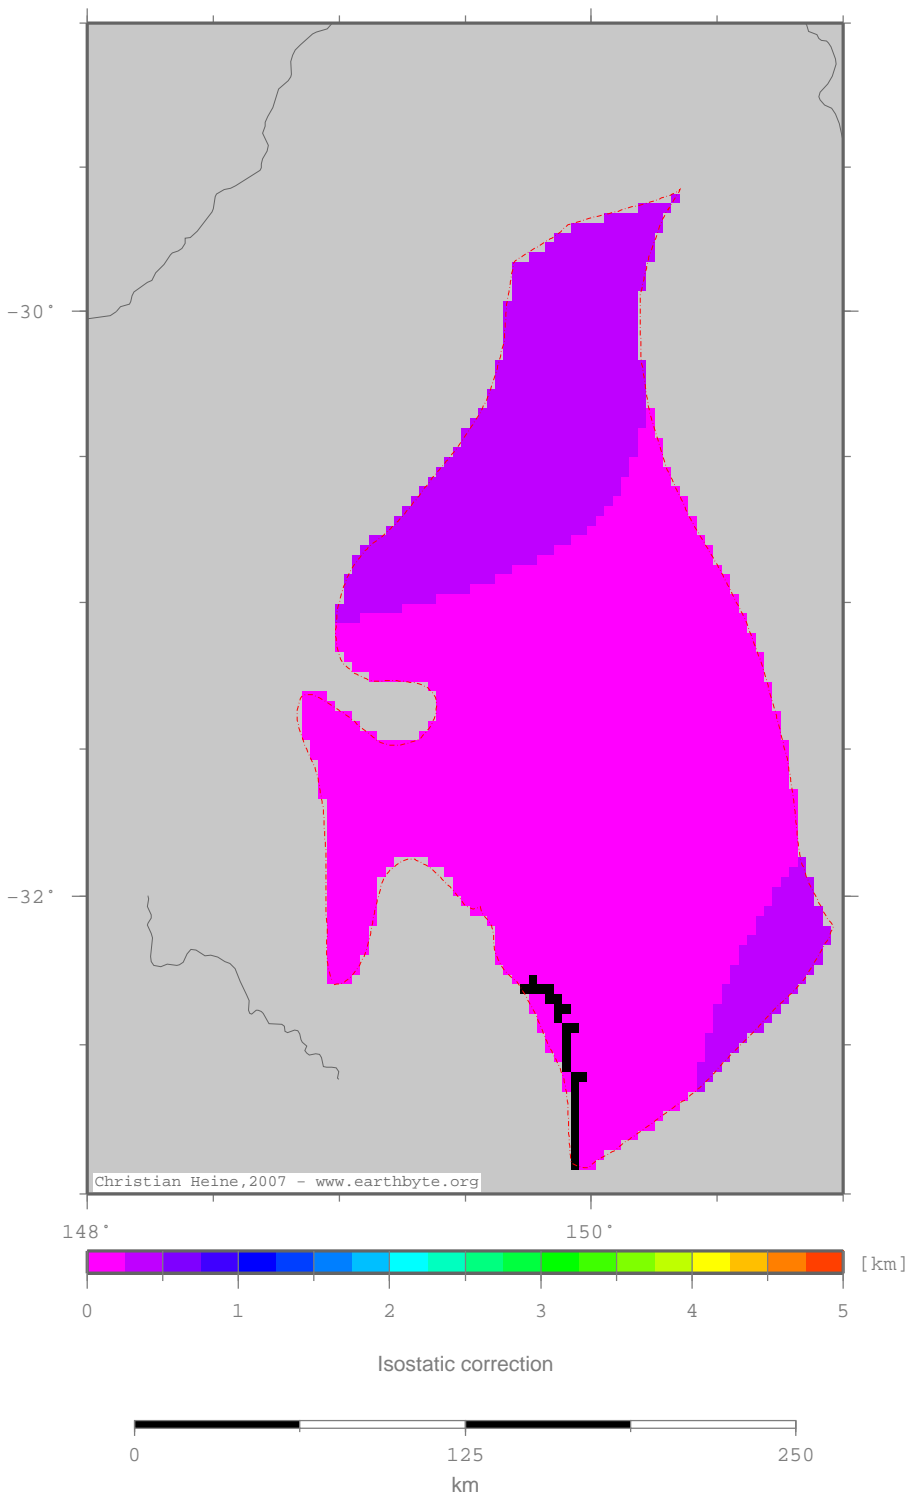 -30°
-32°
Christian Heine,2007 - www.earthbyte.org
148° 150°
[km]
0 1 2 3 4 5
Isostatic correction
0 125 250
km